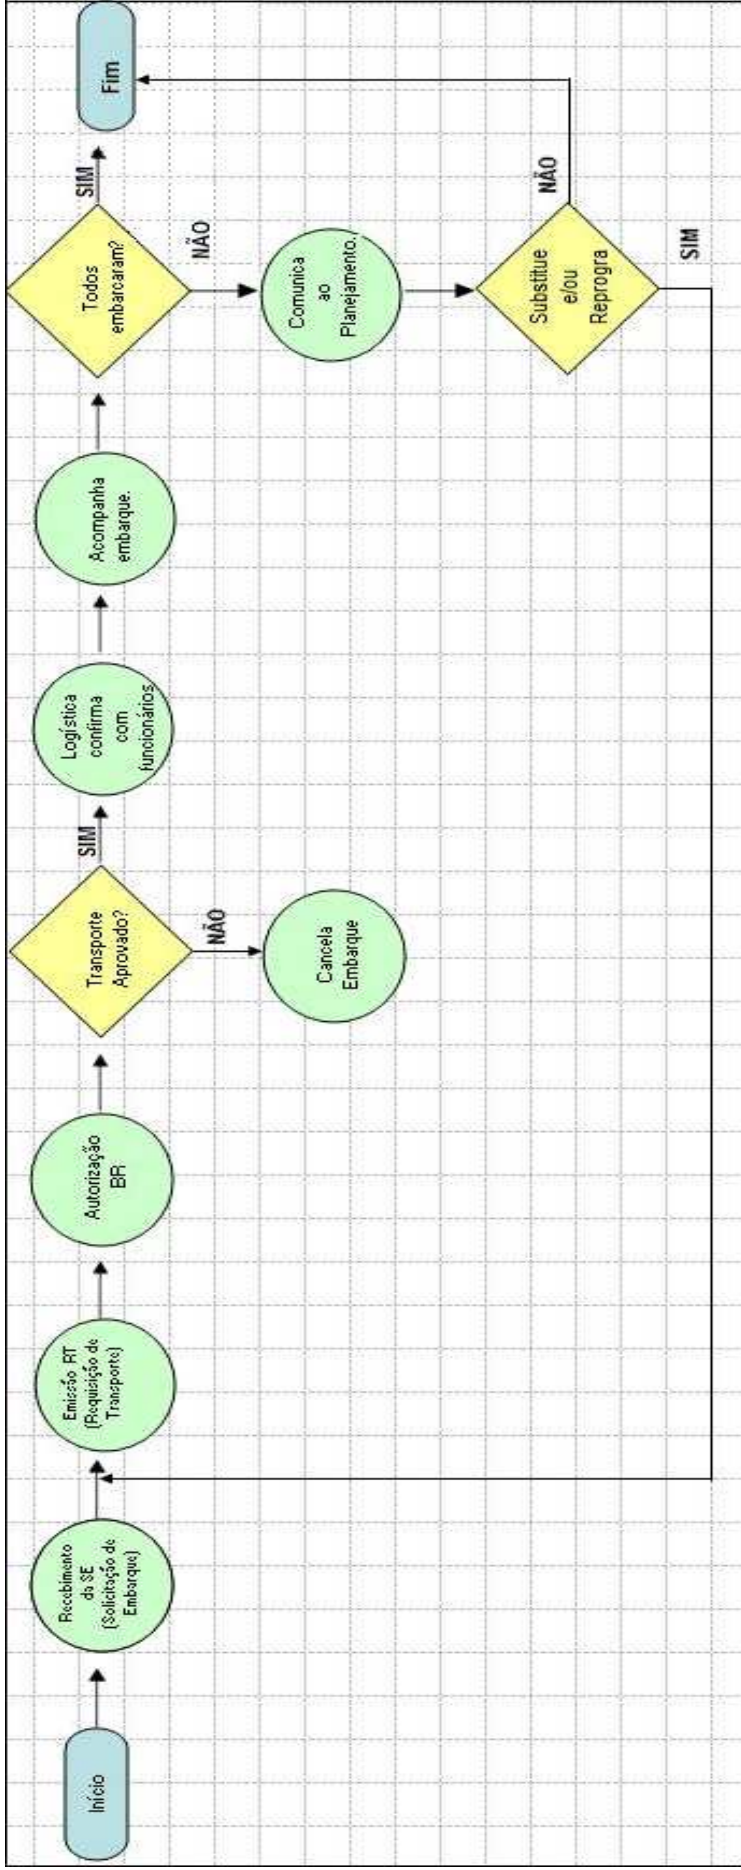 Início
Recebimento
da SE
(Solicitação de
Embarque)
Emissão RT
(Requisição de
Transporte)
Autorização
BR
Transporte
Aprovado?
SIM
NÃO
Cancela
Embarque
Logística
confirma
com
funcionários
Acompanha
embarque.
Todos
embarcaram?
SIM
Fim
NÃO
Comunica
ao
Planejamento.
Substitue
e/ou
Reprogra
NÃO
SIM